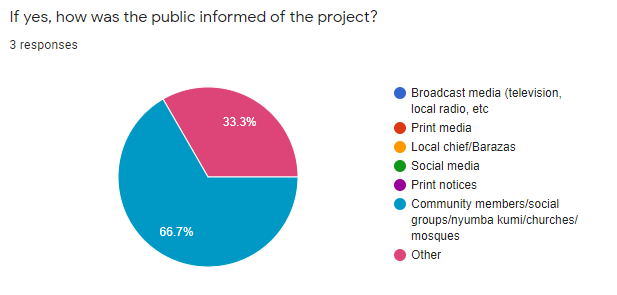 If yes, how was the public informed of the project?
3 responses
33.3%
66.7%
Broadcast media (television,
local radio, etc
Print media
Local chief/Barazas
Social media
Print notices
Community members/social
groups/nyumba kumi/churches/
mosques
Other